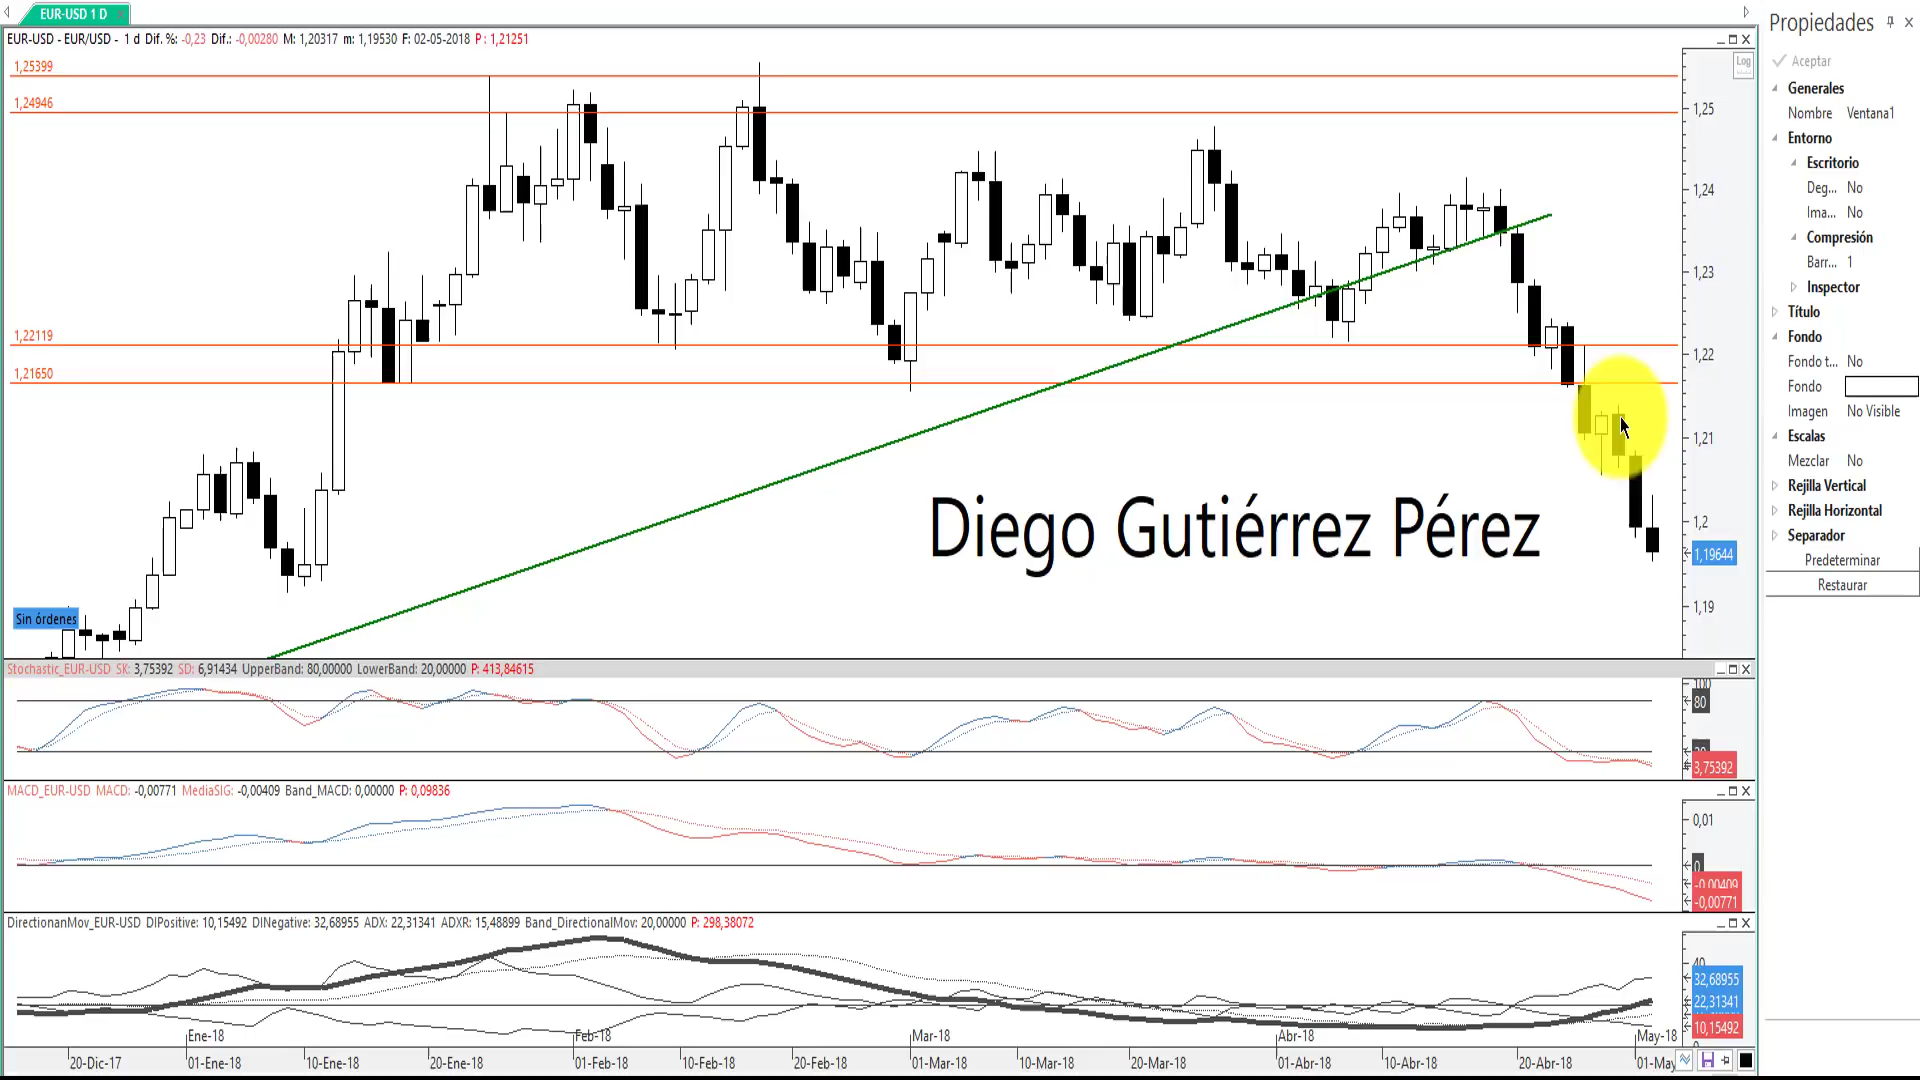 EUR-USD 1 D
EUR-USD - EUR/USD - 1 d Dif. %: -0,23 Dif.: -0,00280 M: 1,20317 m: 1,19530 F: 02-05-2018 P: 1,21251
1,25399
1,24946
1,22119
1,21650
Log
1,25
1,24
1,23
1,22
1,21
1,2
1,19644
1,19
Diego Gutiérrez Pérez
Sin órdenes
Stochastic_EUR-USD SK: 3,75392 SD: 6,91434 UpperBand: 80,00000 LowerBand: 20,00000 P: 413,84615
100
80
20
3,75392
MACD_EUR-USD MACD: -0,00771 MediaSIG: -0,00409 Band_MACD: 0,00000 P: 0,09836
0,01
0
-0,00409
-0,00771
DirectionanMov_EUR-USD DIPositive: 10,15492 DINegative: 32,68955 ADX: 22,31341 ADXR: 15,48899 Band_DirectionalMov: 20,00000 P: 298,38072
40
32,68955
22,31341
10,15492
0
Ene-18 Feb-18 Mar-18 Abr-18 May-18
20-Dic-17 01-Ene-18 10-Ene-18 20-Ene-18 01-Feb-18 10-Feb-18 20-Feb-18 01-Mar-18 10-Mar-18 20-Mar-18 01-Abr-18 10-Abr-18 20-Abr-18 01-May
Propiedades
Aceptar
Generales
Nombre Ventana1
Entorno
Escritorio
Deg... No
Ima... No
Compresión
Barr... 1
Inspector
Título
Fondo
Fondo t... No
Fondo
Imagen No Visible
Escalas
Mezclar No
Rejilla Vertical
Rejilla Horizontal
Separador
Predeterminar
Restaurar